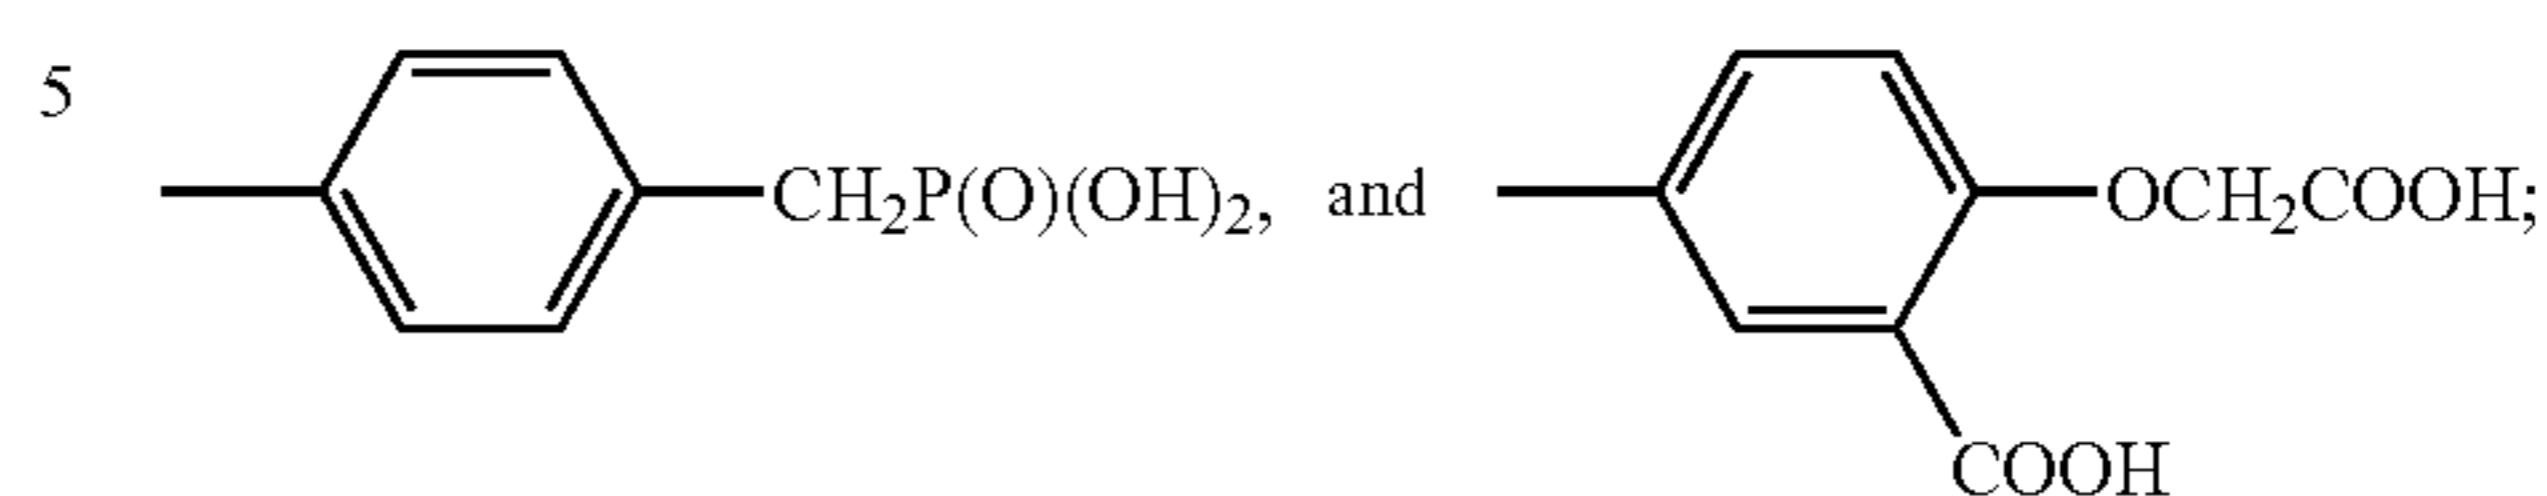 5
CH₂P(O)(OH)₂, and OCH₂COOH;
COOH